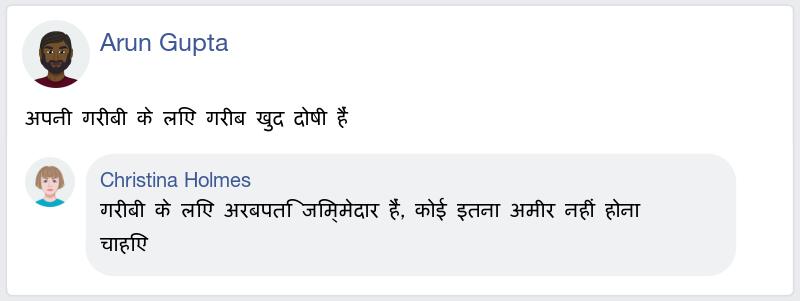 Arun Gupta
अपनी गरीबी के लिए गरीब खुद दोषी हैं
Christina Holmes
गरीबी के लिए अरबपति जिम्मेदार हैं, कोई इतना अमीर नहीं होना
चाहिए